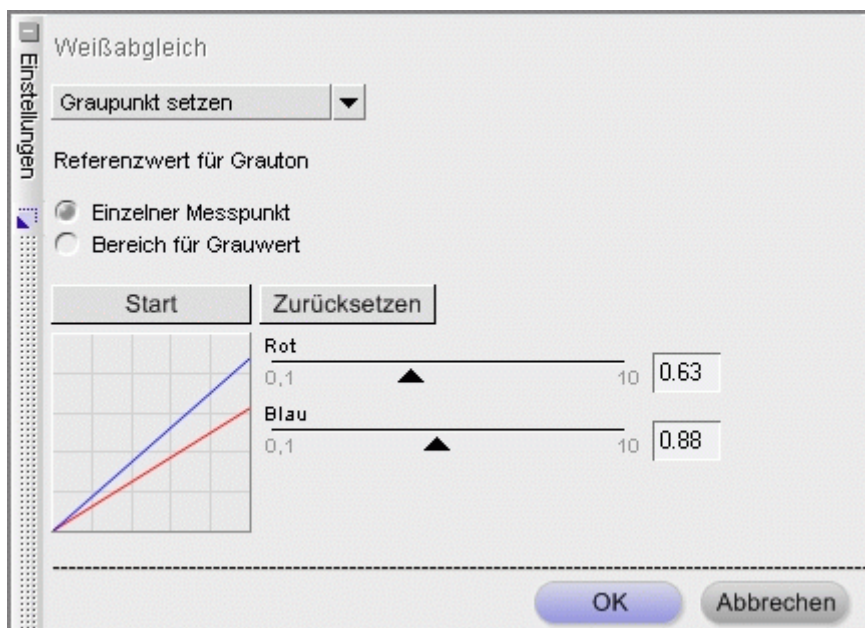 Einstellungen
Weißabgleich
Graupunkt setzen
Referenzwert für Grauton
Einzelner Messpunkt
Bereich für Grauwert
Start Zurücksetzen
Rot
0,1 10 0.63
Blau
0,1 10 0.88
OK Abbrechen